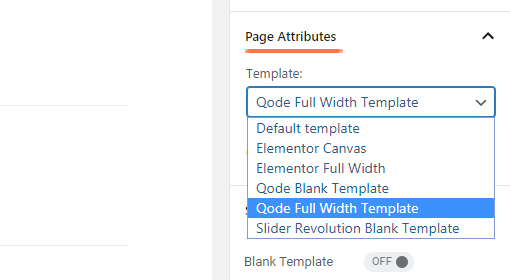 Page Attributes
Template:
Qode Full Width Template
Default template
Elementor Canvas
Elementor Full Width
Qode Blank Template
Qode Full Width Template
Slider Revolution Blank Template
Blank Template OFF